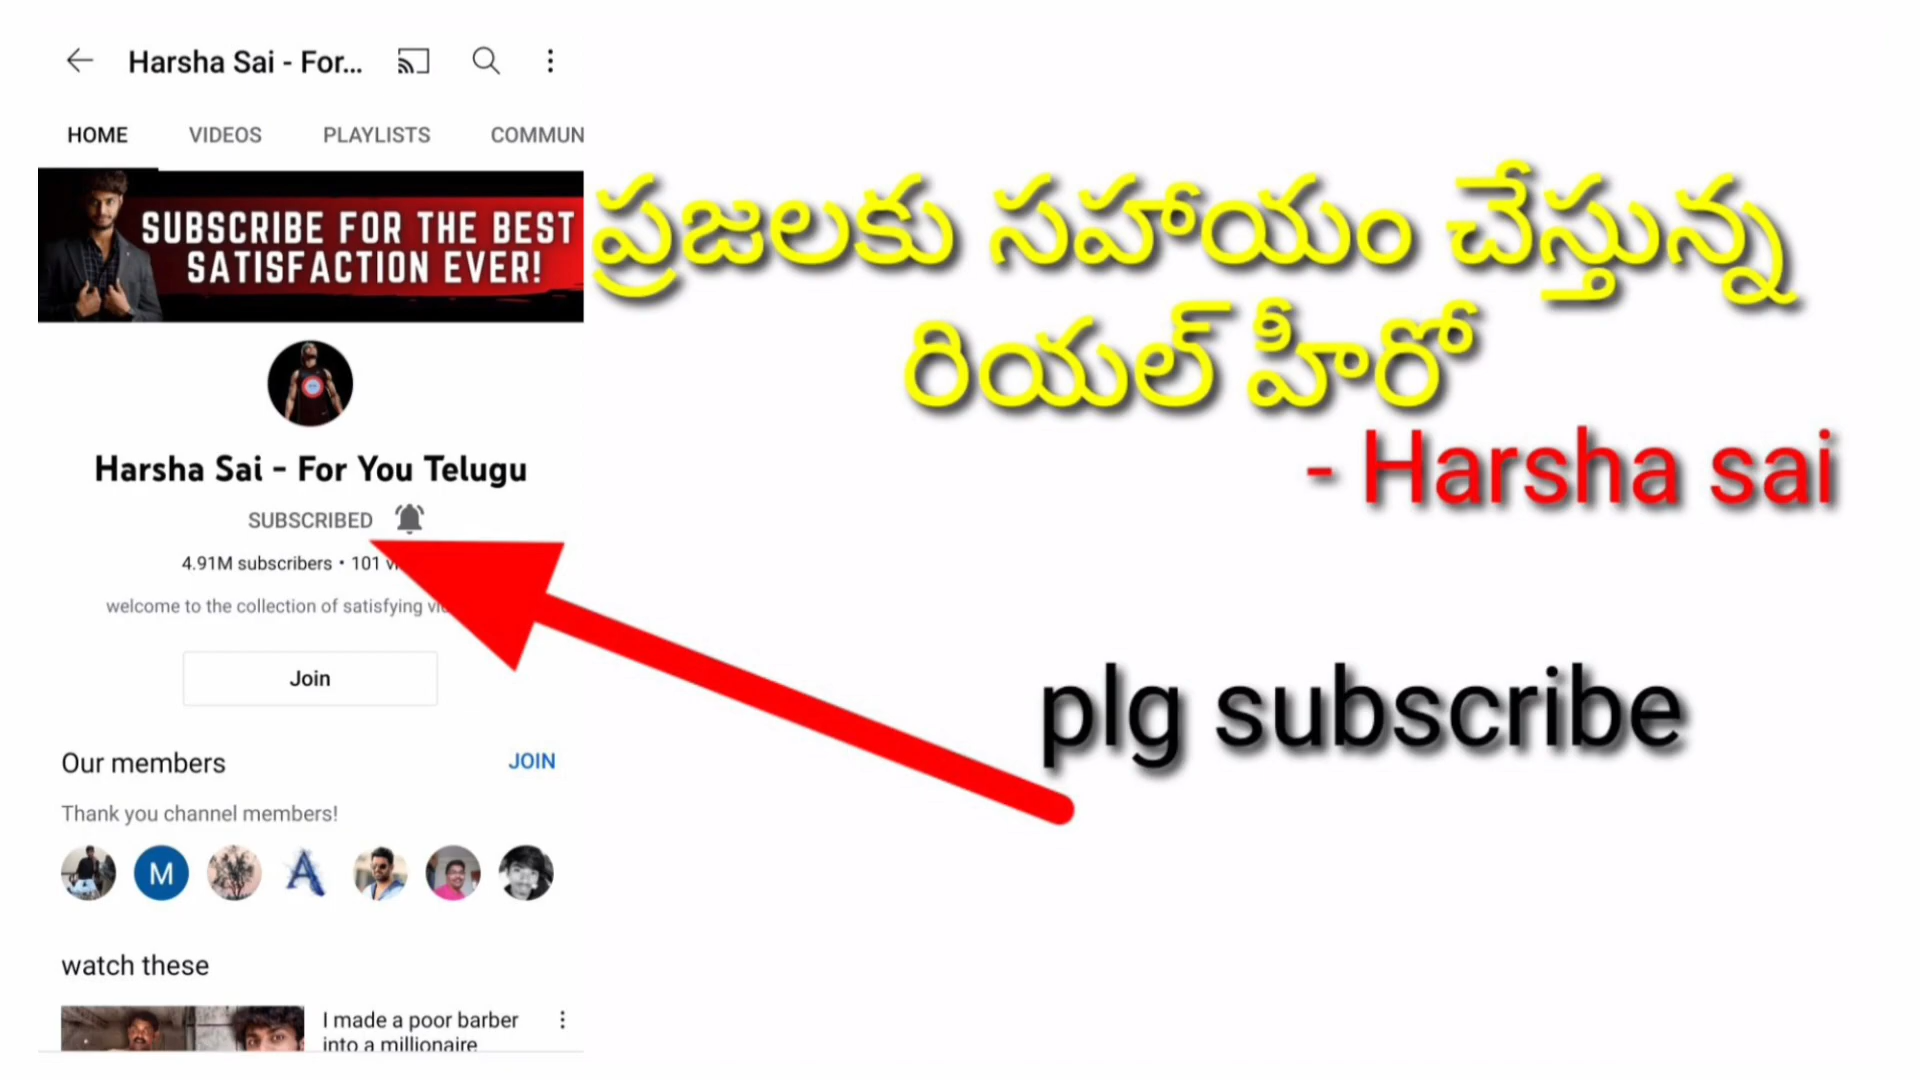 Harsha Sai - For...
HOME VIDEOS PLAYLISTS COMMUN
SUBSCRIBE FOR THE BEST
SATISFACTION EVER!
Harsha Sai - For You Telugu
SUBSCRIBED
4.91M subscribers • 101
welcome to the collection of satisfying
Join
Our members JOIN
Thank you channel members!
M
A
watch these
I made a poor barber
into a millionaire
ప్రజలకు సహాయం చేస్తున్న
రియల్ హీరో
- Harsha sai
plg subscribe